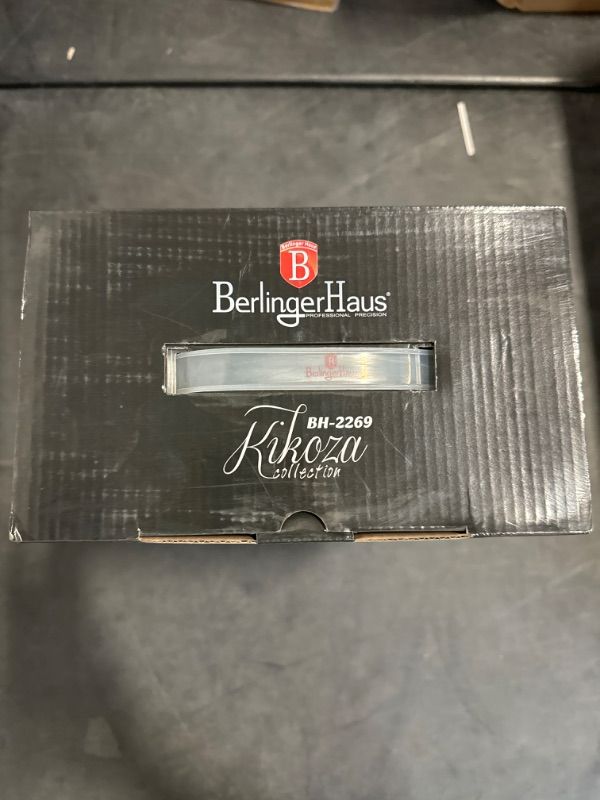 Berlinger Haus
B
BerlingerHaus®
PROFESSIONAL PRECISION
BerlingerHaus
BH-2269
Kikoza
collection